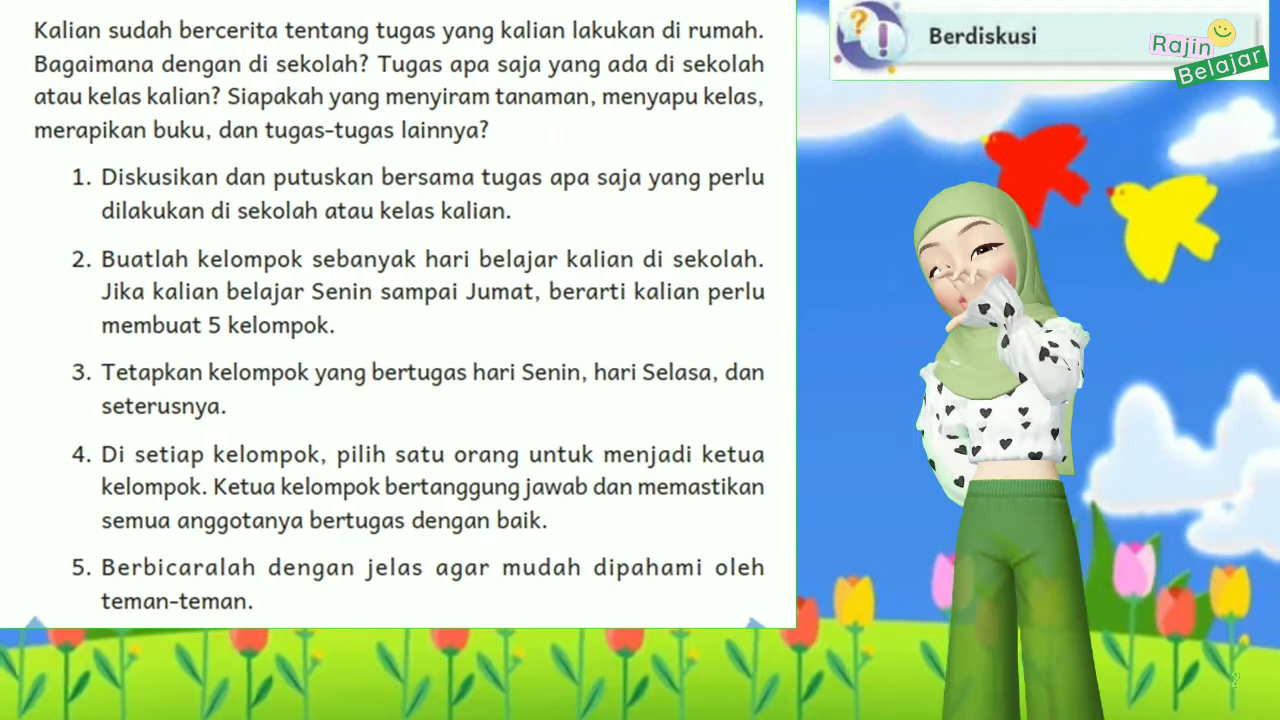 Kalian sudah bercerita tentang tugas yang kalian lakukan di rumah.
Bagaimana dengan di sekolah? Tugas apa saja yang ada di sekolah
atau kelas kalian? Siapakah yang menyiram tanaman, menyapu kelas,
merapikan buku, dan tugas-tugas lainnya?
1. Diskusikan dan putuskan bersama tugas apa saja yang perlu
dilakukan di sekolah atau kelas kalian.
2. Buatlah kelompok sebanyak hari belajar kalian di sekolah.
Jika kalian belajar Senin sampai Jumat, berarti kalian perlu
membuat 5 kelompok.
3. Tetapkan kelompok yang bertugas hari Senin, hari Selasa, dan
seterusnya.
4. Di setiap kelompok, pilih satu orang untuk menjadi ketua
kelompok. Ketua kelompok bertanggung jawab dan memastikan
semua anggotanya bertugas dengan baik.
5. Berbicaralah dengan jelas agar mudah dipahami oleh
teman-teman.
? !
Berdiskusi
Rajin
Belajar
2